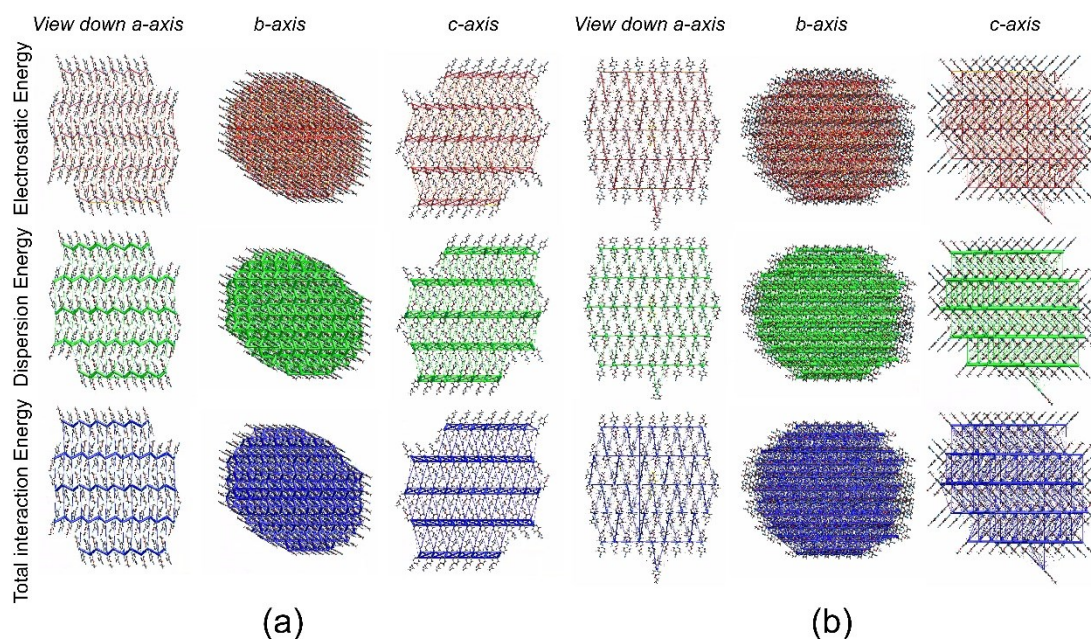 View down a-axis b-axis c-axis View down a-axis b-axis c-axis
Electrostatic Energy
Dispersion Energy
Total interaction Energy
(a) (b)